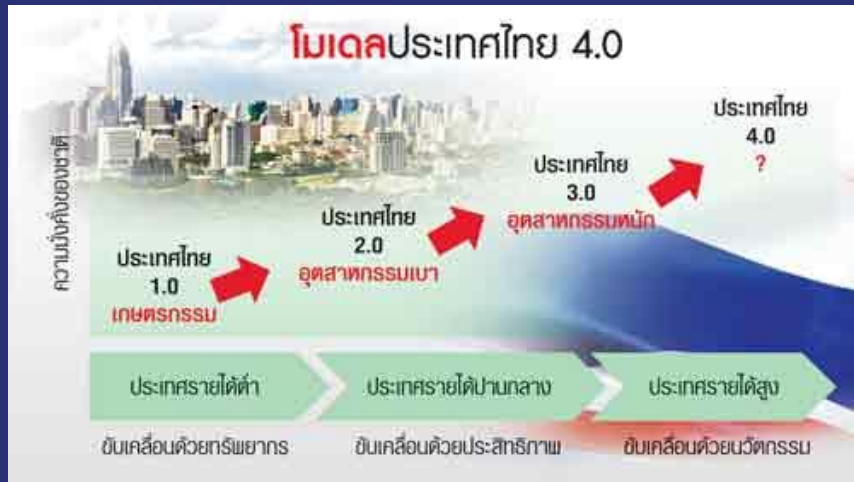 โมเดลประเทศไทย 4.0
ความมั่งคั่งของชาติ
ประเทศไทย
1.0
เกษตรกรรม
ประเทศไทย
2.0
อุตสาหกรรมเบา
ประเทศไทย
3.0
อุตสาหกรรมหนัก
ประเทศไทย
4.0
?
ประเทศรายได้ต่ำ
ประเทศรายได้ปานกลาง
ประเทศรายได้สูง
ขับเคลื่อนด้วยทรัพยากร
ขับเคลื่อนด้วยประสิทธิภาพ
ขับเคลื่อนด้วยนวัตกรรม